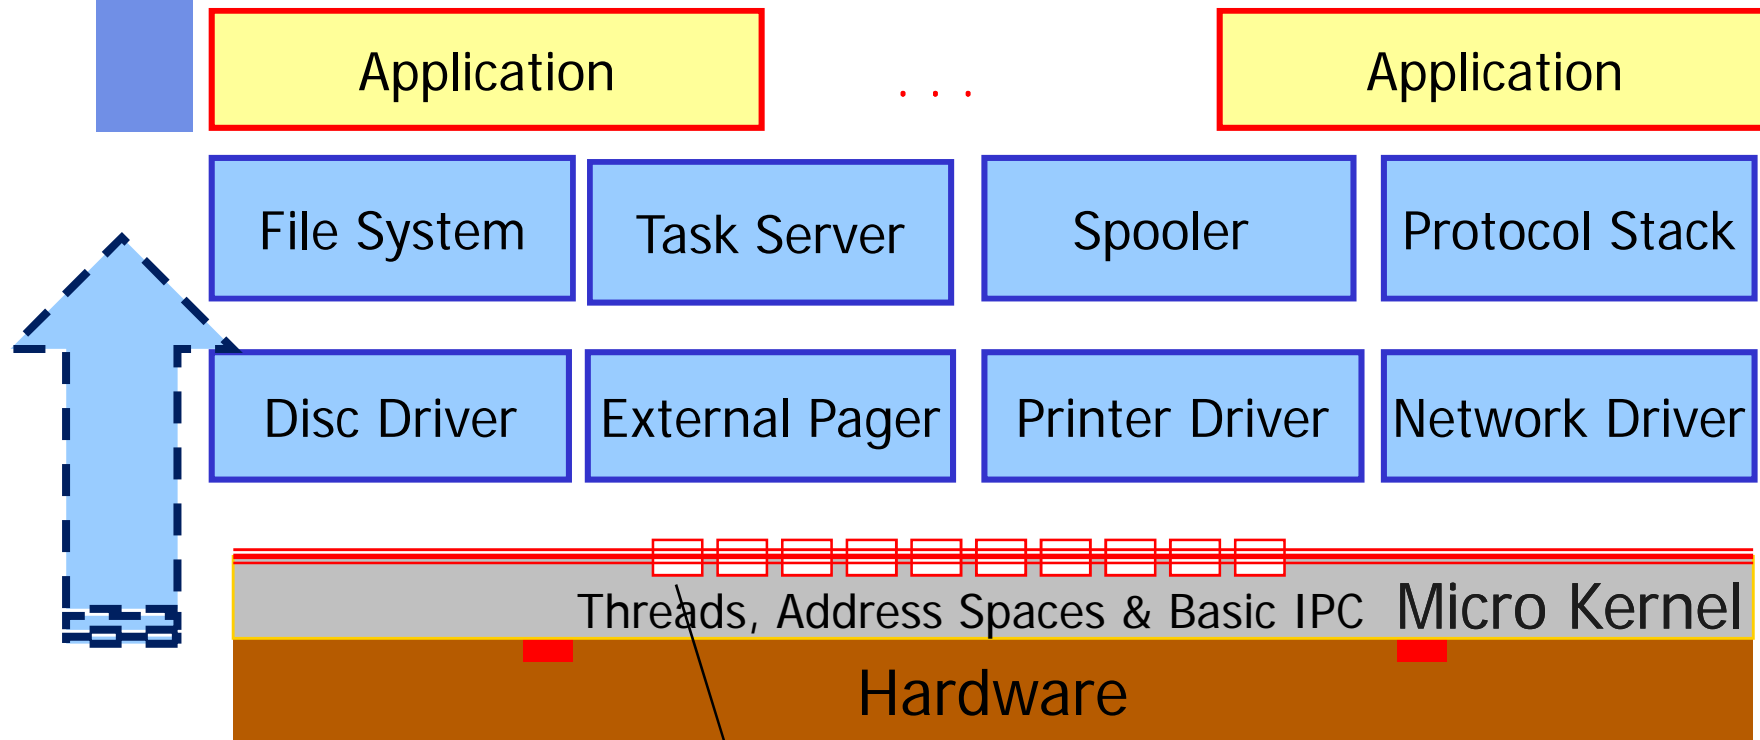 Application . . . Application
File System Task Server Spooler Protocol Stack
Disc Driver External Pager Printer Driver Network Driver
Threads, Address Spaces & Basic IPC Micro Kernel
Hardware